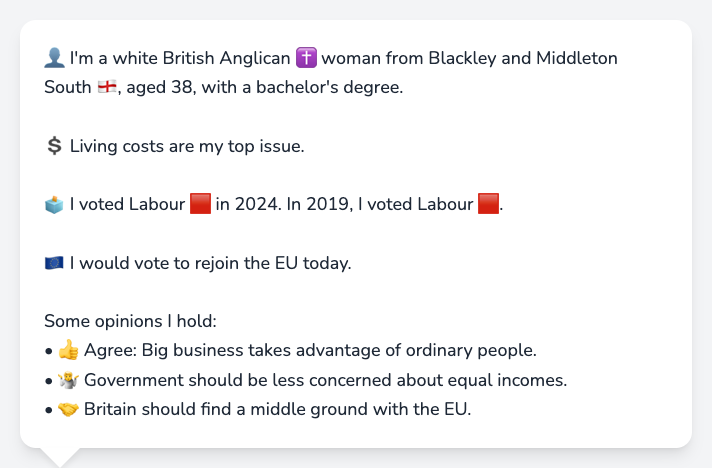 👤 I'm a white British Anglican ✝️ woman from Blackley and Middleton
South 🏴󠁧󠁢󠁥󠁮󠁧󠁿, aged 38, with a bachelor's degree.
💲 Living costs are my top issue.
🗳️ I voted Labour 🟥 in 2024. In 2019, I voted Labour 🟥.
🇪🇺 I would vote to rejoin the EU today.
Some opinions I hold:
• 👍 Agree: Big business takes advantage of ordinary people.
• 🤷 Government should be less concerned about equal incomes.
• 🤝 Britain should find a middle ground with the EU.